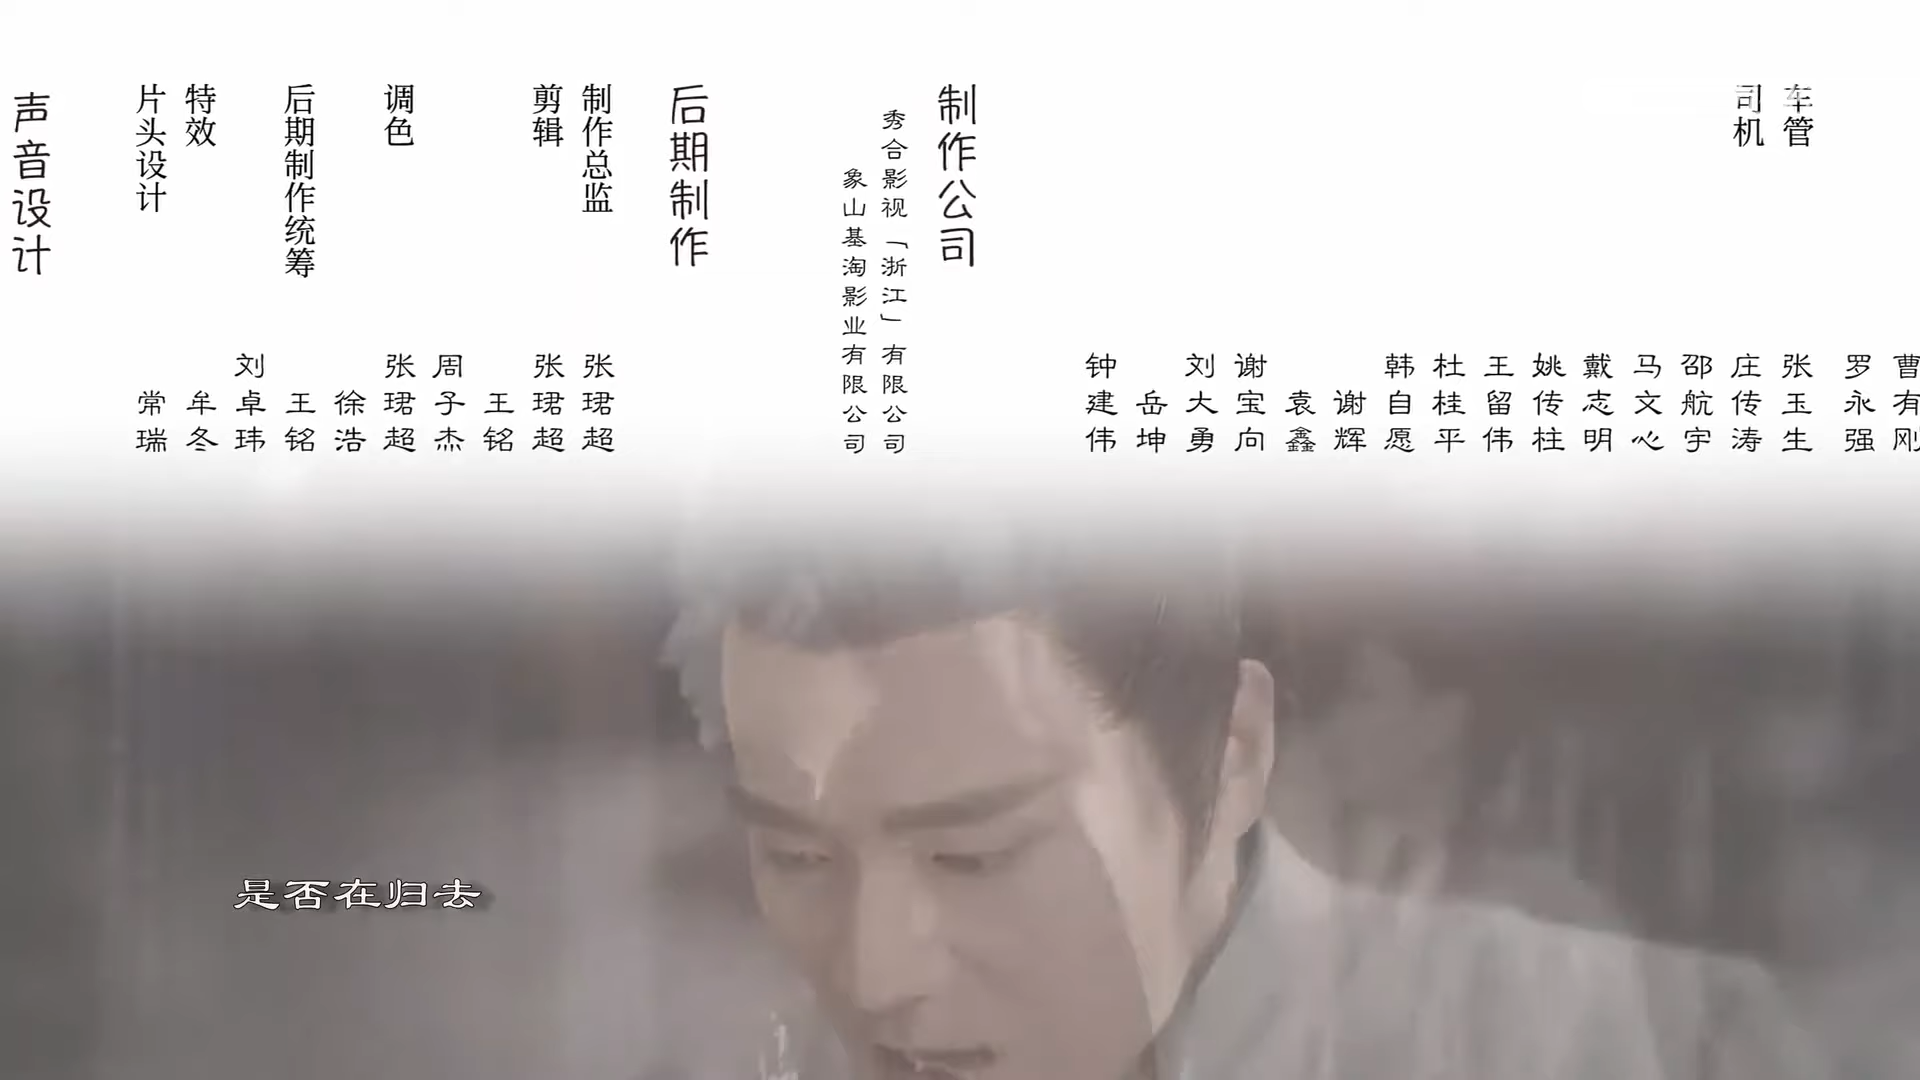 曹有刚
罗永强
车管 张玉生
司机 庄传涛
邵航宇
马文心
戴志明
姚传柱
王留伟
杜桂平
韩自愿
谢辉
袁鑫
谢宝向
刘大勇
岳坤
钟建伟
制作公司
秀合影视「浙江」有限公司
象山基淘影业有限公司
后期制作
制作总监 张珺超
剪辑 张珺超
王铭
周子杰
调色 张珺超
徐浩
后期制作统筹 王铭
刘卓玮
特效 牟冬
片头设计 常瑞
声音设计
是否在归去